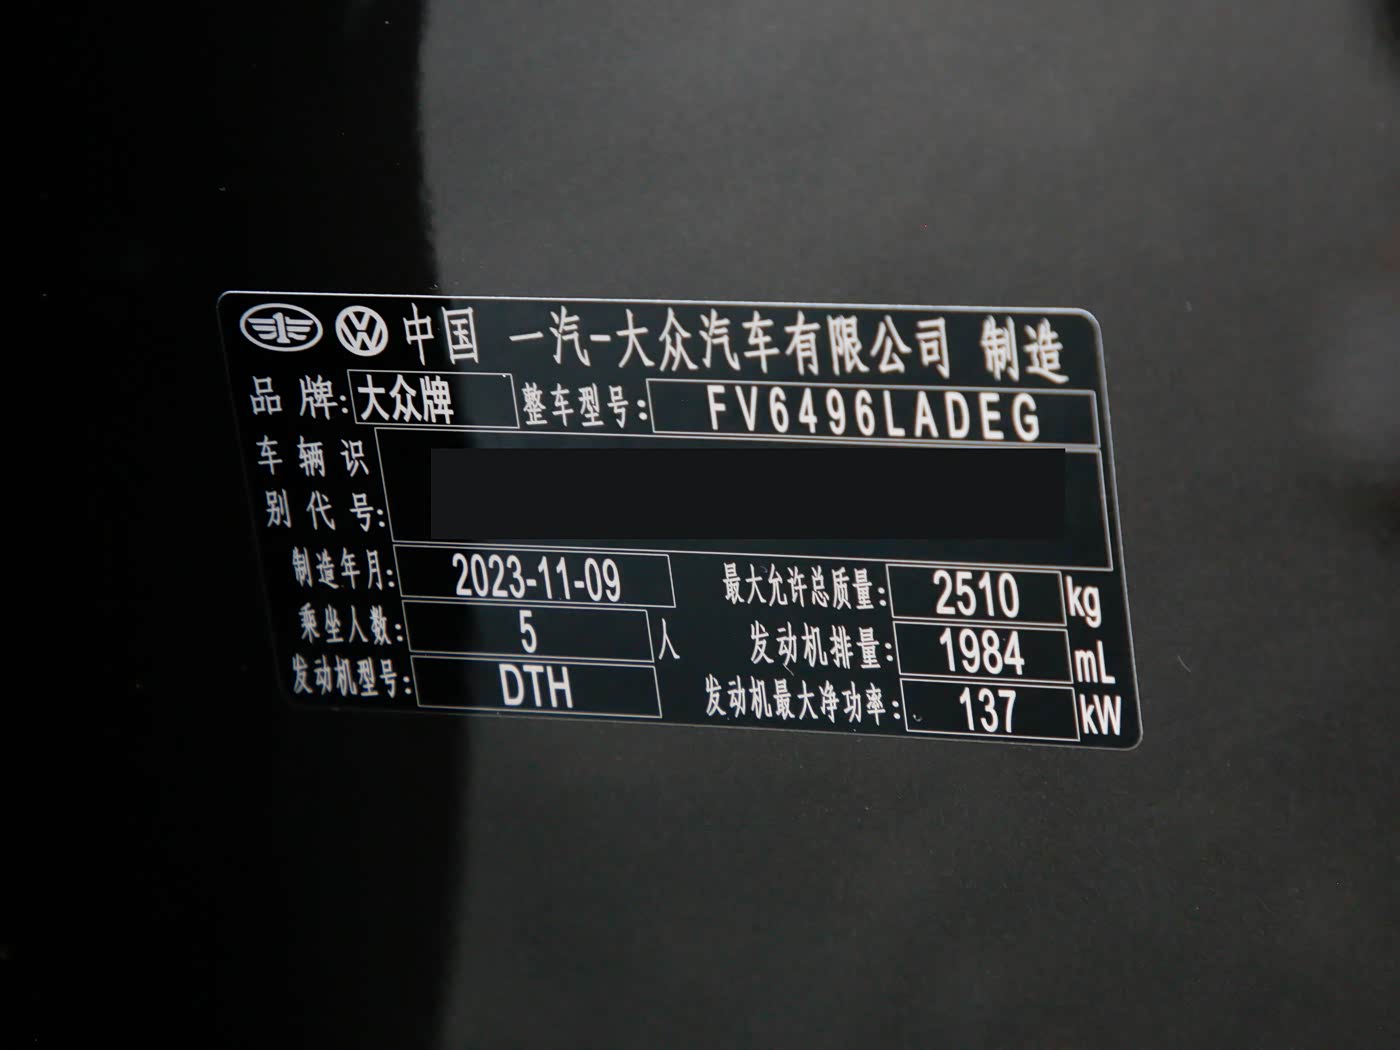 中国 一汽-大众汽车有限公司 制造
品牌: 大众牌 整车型号: FV6496LADEG
车辆识
别代号:
制造年月: 2023-11-09 最大允许总质量: 2510 kg
乘坐人数: 5 人 发动机排量: 1984 mL
发动机型号: DTH 发动机最大净功率: 137 kW